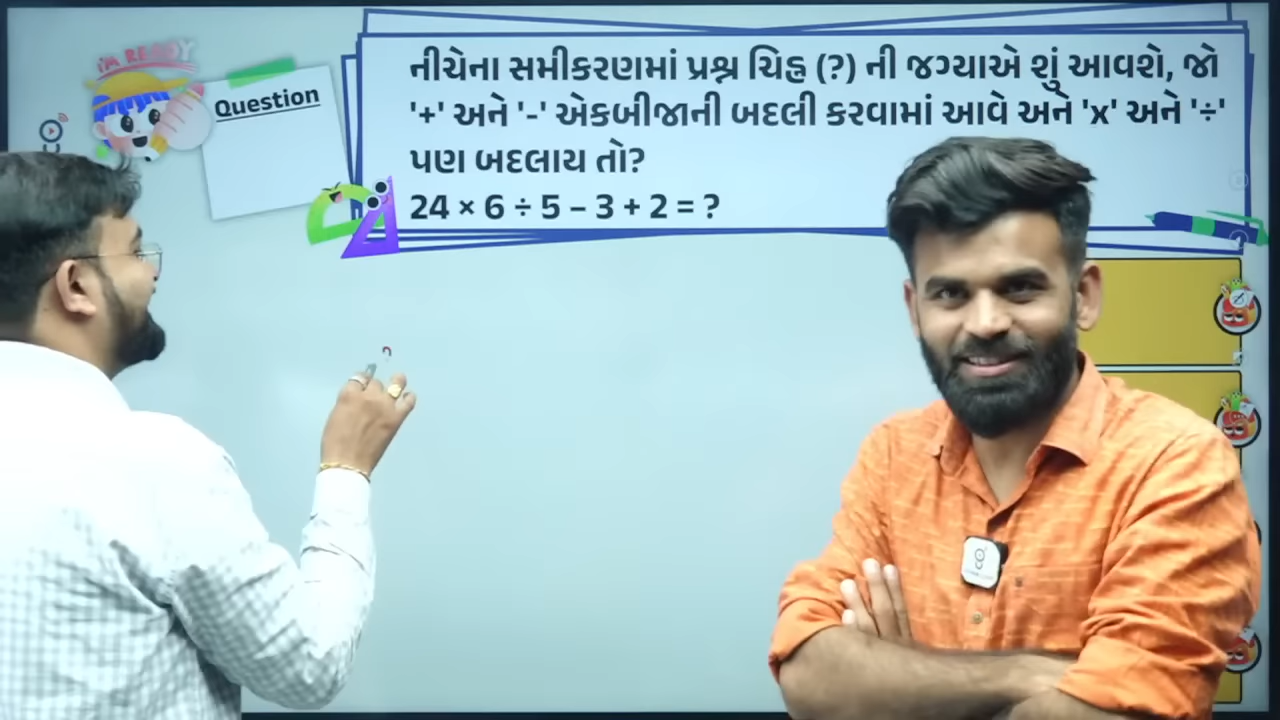 i'M READY
Question
નીચેના સમીકરણમાં પ્રશ્ન ચિહ્ન (?) ની જગ્યાએ શું આવશે, જો
'+' અને '-' એકબીજાની બદલી કરવામાં આવે અને 'x' અને '÷'
પણ બદલાય તો?
24 × 6 ÷ 5 – 3 + 2 = ?